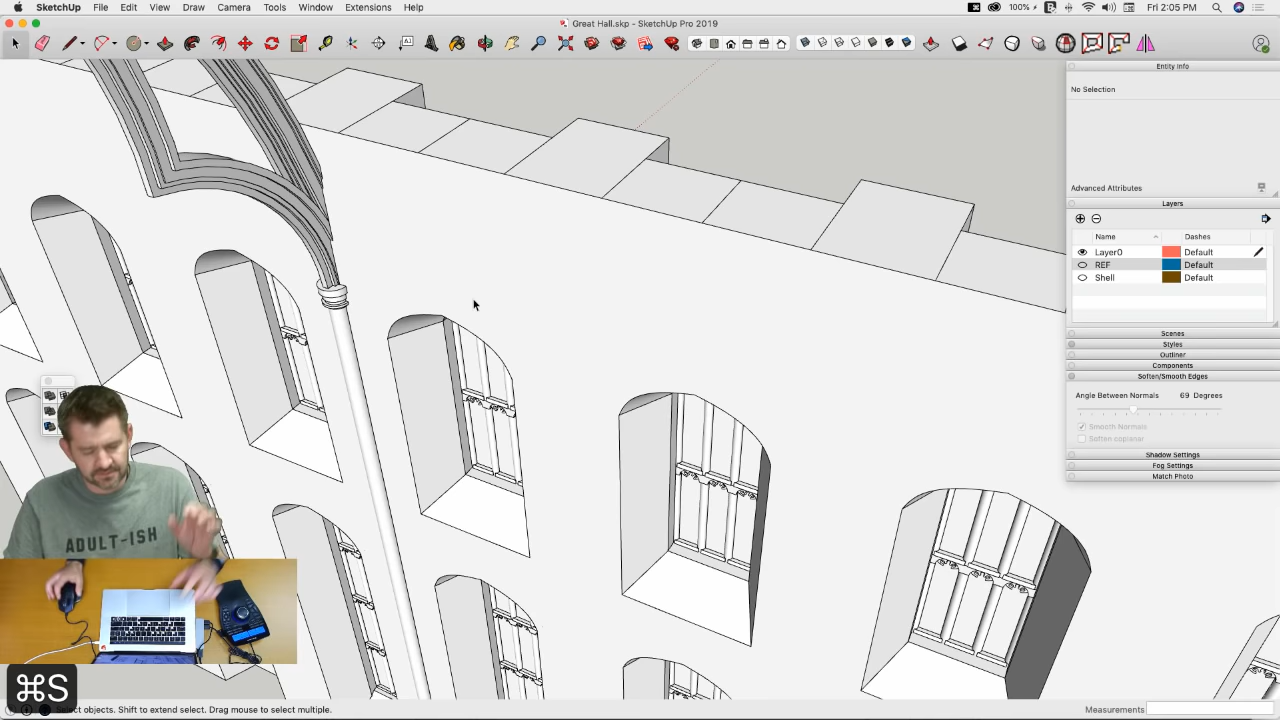 SketchUp File Edit View Draw Camera Tools Window Extensions Help
100% Fri 2:05 PM
Great Hall.skp - SketchUp Pro 2019
Entity Info
No Selection
Advanced Attributes
Layers
Name Dashes
Layer0 Default
REF Default
Shell Default
Scenes
Styles
Outliner
Components
Soften/Smooth Edges
Angle Between Normals 69 Degrees
Smooth Normals
Soften coplanar
Shadow Settings
Fog Settings
Match Photo
ADULT-ISH
⌘S
Select objects. Shift to extend select. Drag mouse to select multiple.
Measurements